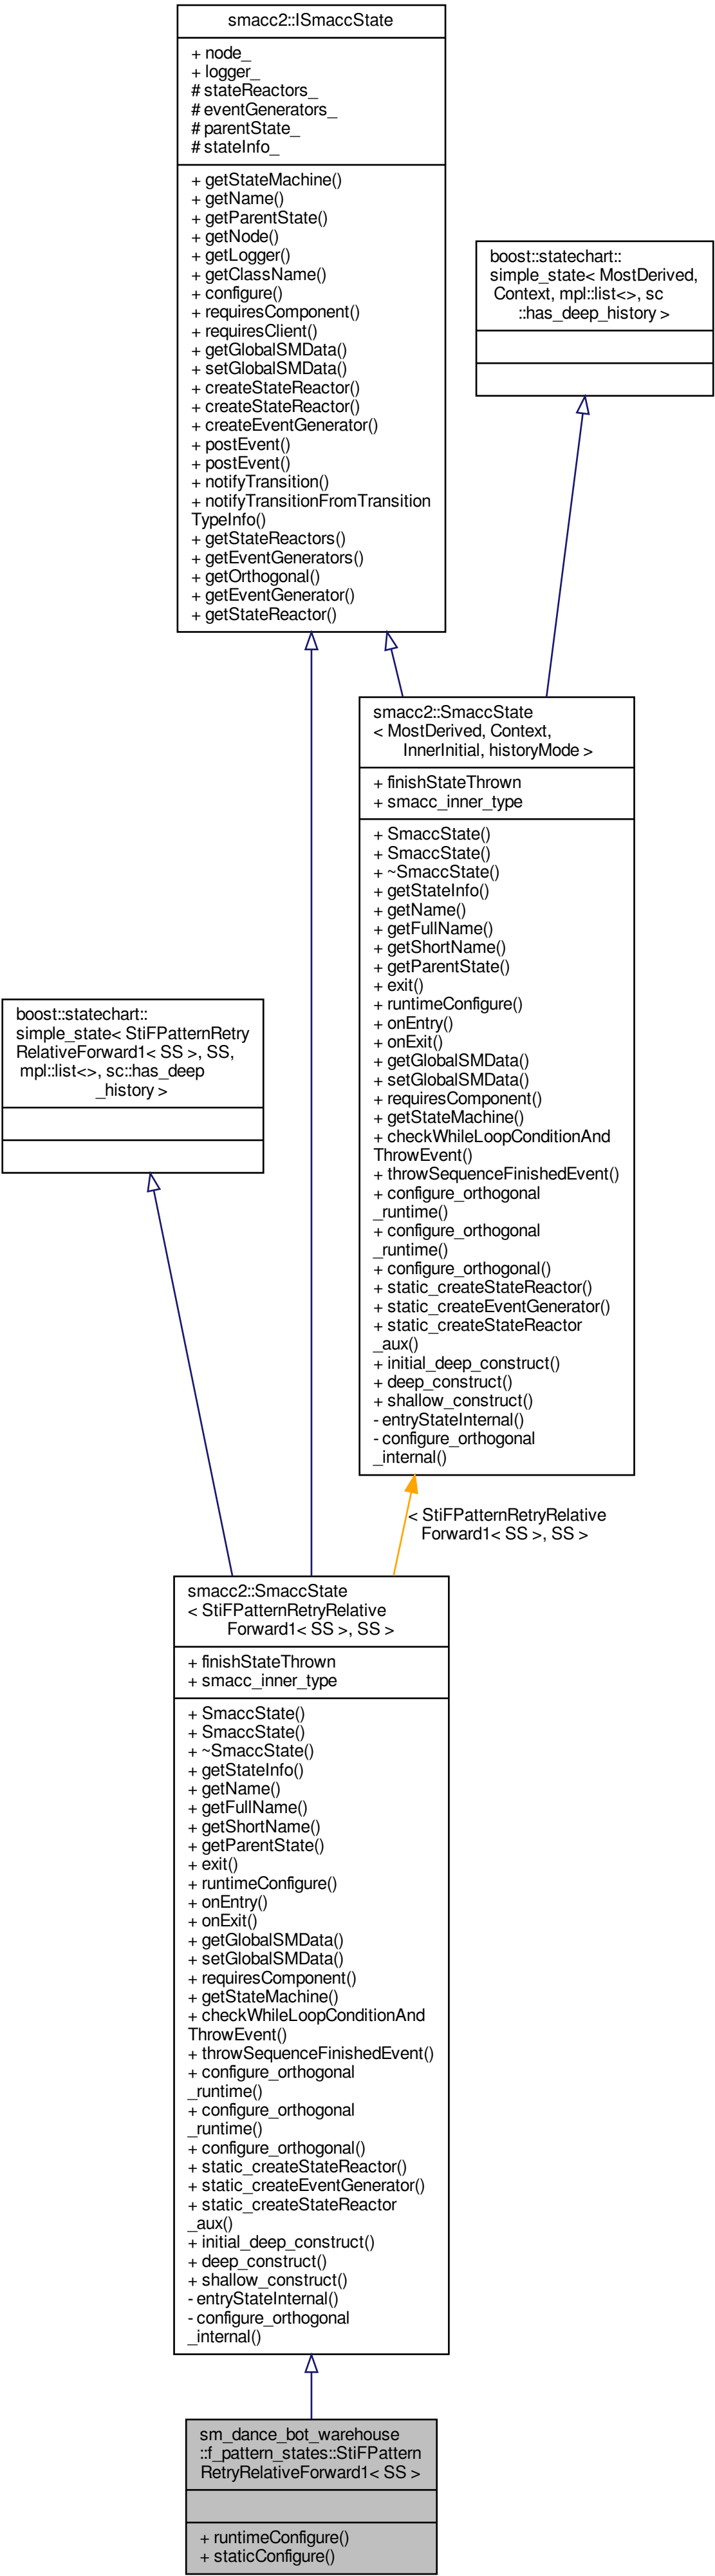 smacc2::ISmaccState
+ node_
+ logger_
# stateReactors_
# eventGenerators_
# parentState_
# stateInfo_
+ getStateMachine()
+ getName()
+ getParentState()
+ getNode()
+ getLogger()
+ getClassName()
+ configure()
+ requiresComponent()
+ requiresClient()
+ getGlobalSMData()
+ setGlobalSMData()
+ createStateReactor()
+ createStateReactor()
+ createEventGenerator()
+ postEvent()
+ postEvent()
+ notifyTransition()
+ notifyTransitionFromTransition
TypeInfo()
+ getStateReactors()
+ getEventGenerators()
+ getOrthogonal()
+ getEventGenerator()
+ getStateReactor()
boost::statechart::
simple_state< MostDerived,
Context, mpl::list<>, sc
::has_deep_history >
smacc2::SmaccState
< MostDerived, Context,
InnerInitial, historyMode >
+ finishStateThrown
+ smacc_inner_type
+ SmaccState()
+ SmaccState()
+ ~SmaccState()
+ getStateInfo()
+ getName()
+ getFullName()
+ getShortName()
+ getParentState()
+ exit()
+ runtimeConfigure()
+ onEntry()
+ onExit()
+ getGlobalSMData()
+ setGlobalSMData()
+ requiresComponent()
+ getStateMachine()
+ checkWhileLoopConditionAnd
ThrowEvent()
+ throwSequenceFinishedEvent()
+ configure_orthogonal
_runtime()
+ configure_orthogonal
_runtime()
+ configure_orthogonal()
+ static_createStateReactor()
+ static_createEventGenerator()
+ static_createStateReactor
_aux()
+ initial_deep_construct()
+ deep_construct()
+ shallow_construct()
- entryStateInternal()
- configure_orthogonal
_internal()
boost::statechart::
simple_state< StiFPatternRetry
RelativeForward1< SS >, SS,
mpl::list<>, sc::has_deep
_history >
< StiFPatternRetryRelative
Forward1< SS >, SS >
smacc2::SmaccState
< StiFPatternRetryRelative
Forward1< SS >, SS >
+ finishStateThrown
+ smacc_inner_type
+ SmaccState()
+ SmaccState()
+ ~SmaccState()
+ getStateInfo()
+ getName()
+ getFullName()
+ getShortName()
+ getParentState()
+ exit()
+ runtimeConfigure()
+ onEntry()
+ onExit()
+ getGlobalSMData()
+ setGlobalSMData()
+ requiresComponent()
+ getStateMachine()
+ checkWhileLoopConditionAnd
ThrowEvent()
+ throwSequenceFinishedEvent()
+ configure_orthogonal
_runtime()
+ configure_orthogonal
_runtime()
+ configure_orthogonal()
+ static_createStateReactor()
+ static_createEventGenerator()
+ static_createStateReactor
_aux()
+ initial_deep_construct()
+ deep_construct()
+ shallow_construct()
- entryStateInternal()
- configure_orthogonal
_internal()
sm_dance_bot_warehouse
::f_pattern_states::StiFPattern
RetryRelativeForward1< SS >
+ runtimeConfigure()
+ staticConfigure()